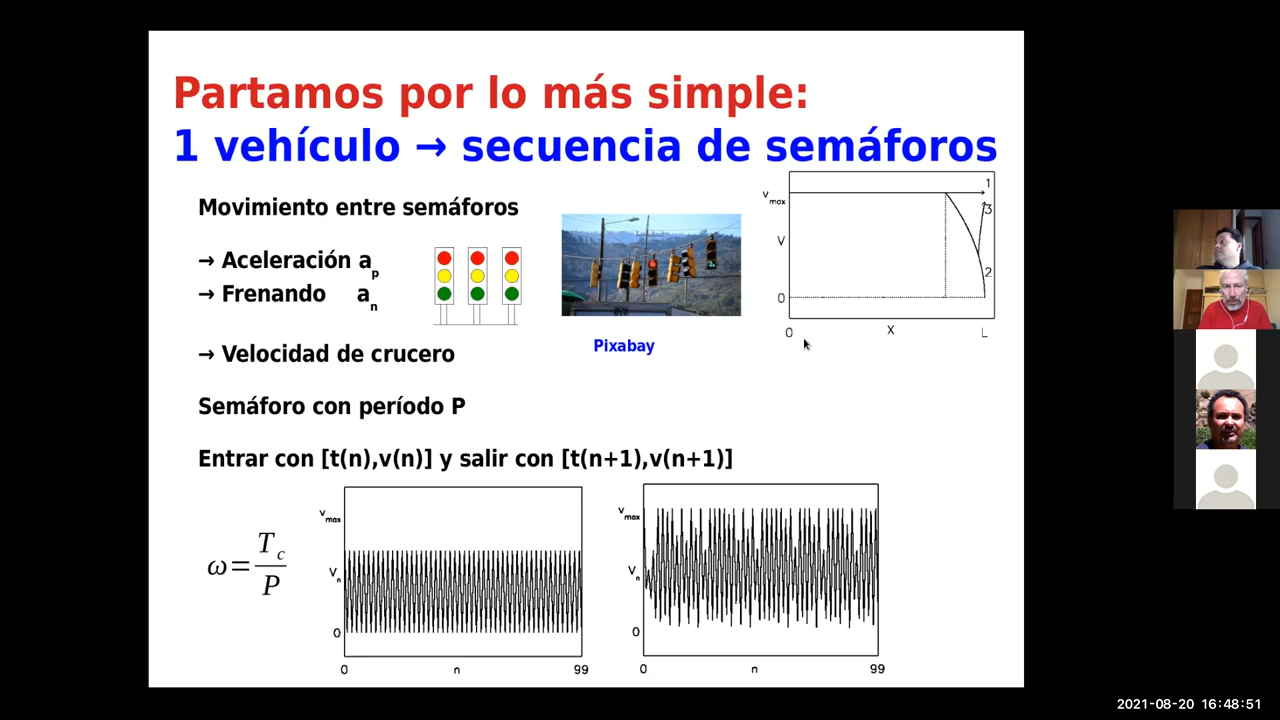 Partamos por lo más simple:
1 vehículo → secuencia de semáforos
Movimiento entre semáforos
→ Aceleración aₚ
→ Frenando aₙ
→ Velocidad de crucero
Pixabay
Vmax
V
0
1
3
2
0
X
L
Semáforo con período P
Entrar con [t(n),v(n)] y salir con [t(n+1),v(n+1)]
ω=T_c/P
Vmax
Vn
0
0
n
99
Vmax
Vn
0
0
n
99
2021-08-20 16:48:51